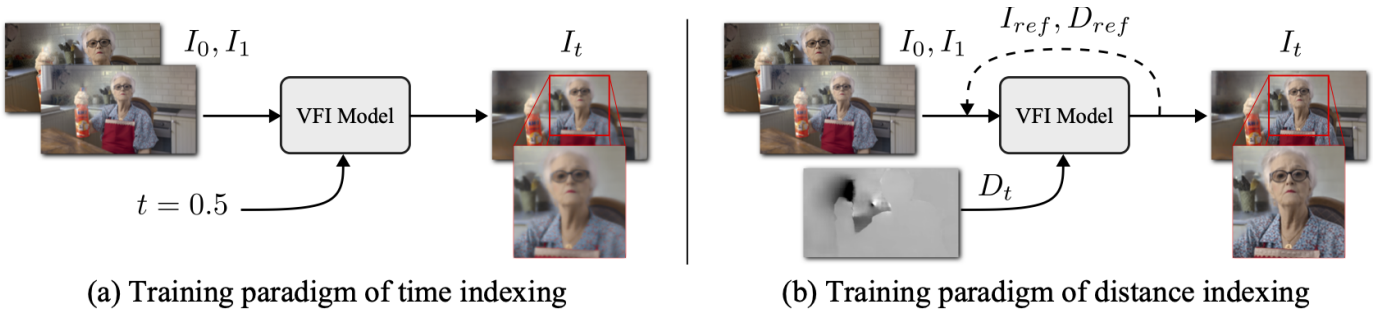 I_0, I_1
I_t
VFI Model
t = 0.5
(a) Training paradigm of time indexing
I_ref, D_ref
I_0, I_1
I_t
VFI Model
D_t
(b) Training paradigm of distance indexing